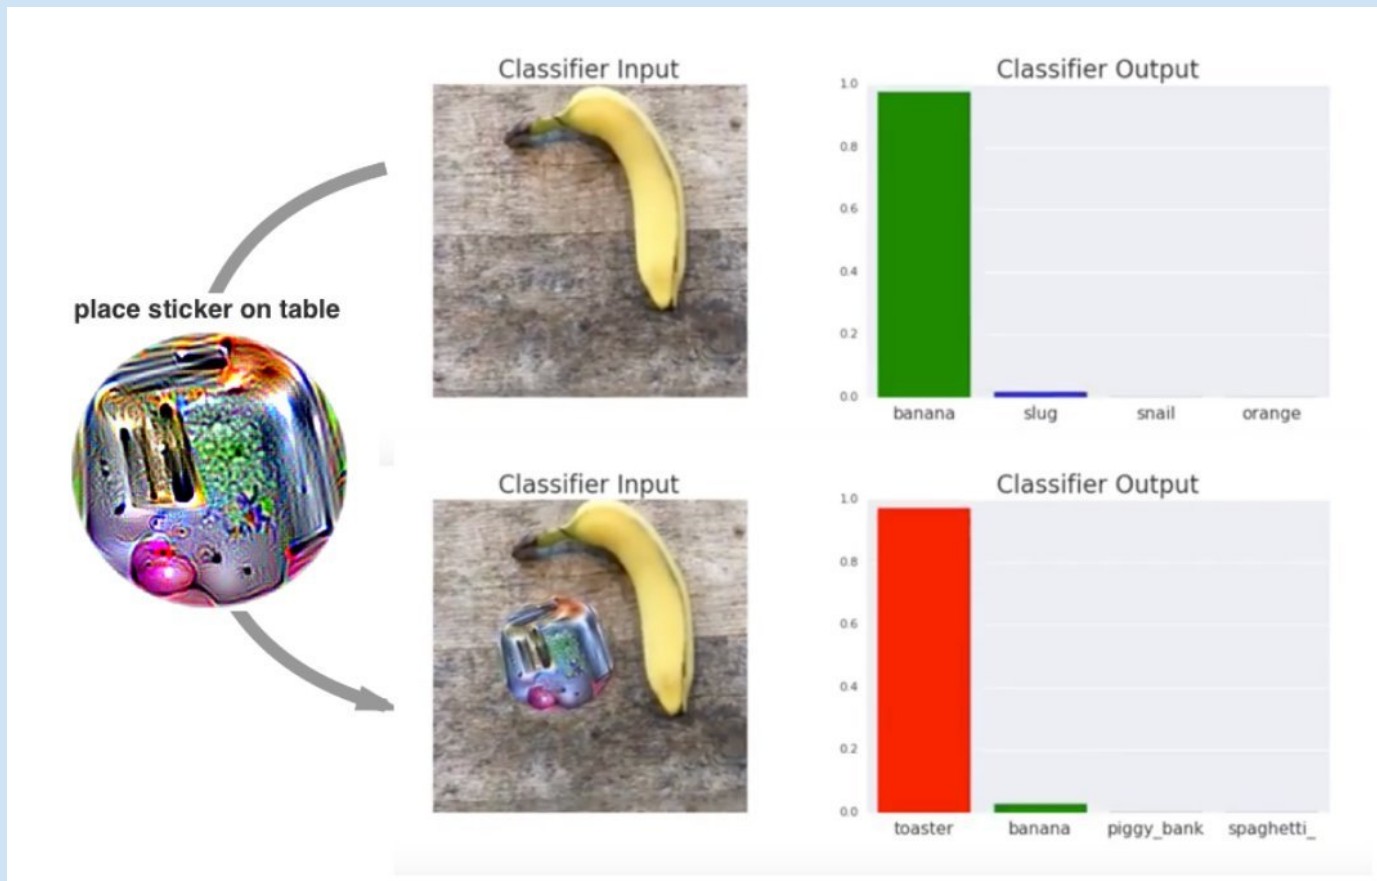 Classifier Input
Classifier Output
1.0
0.8
0.6
0.4
0.2
0.0
banana slug snail orange
place sticker on table
Classifier Input
Classifier Output
1.0
0.8
0.6
0.4
0.2
0.0
toaster banana piggy_bank spaghetti_